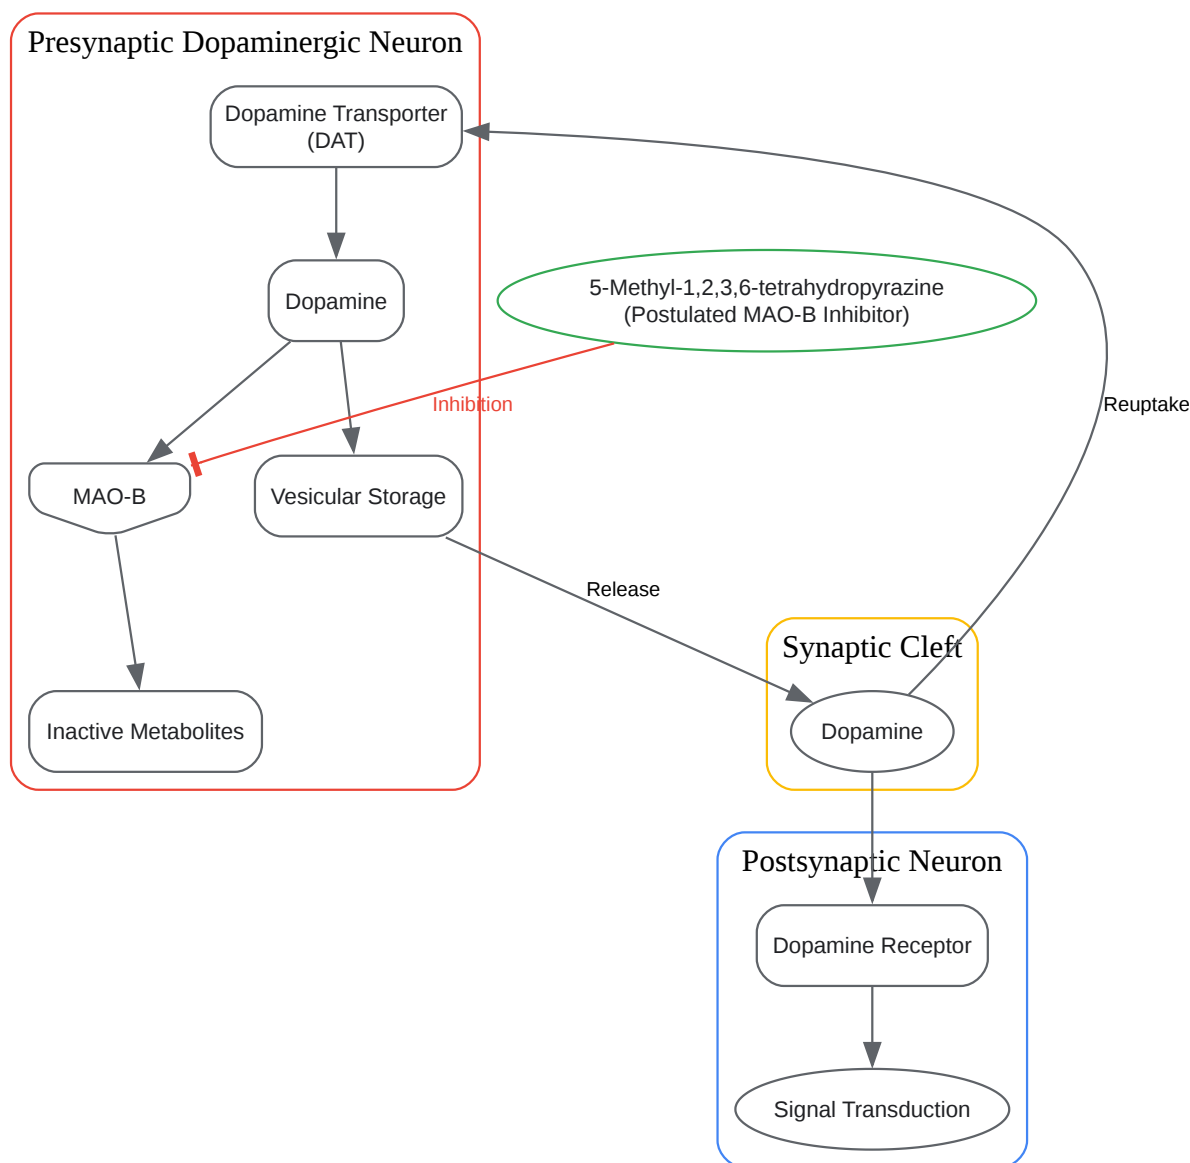 Presynaptic Dopaminergic Neuron
Dopamine Transporter
(DAT)
Dopamine
5-Methyl-1,2,3,6-tetrahydropyrazine
(Postulated MAO-B Inhibitor)
Inhibition
Reuptake
MAO-B
Vesicular Storage
Release
Synaptic Cleft
Inactive Metabolites
Dopamine
Postsynaptic Neuron
Dopamine Receptor
Signal Transduction